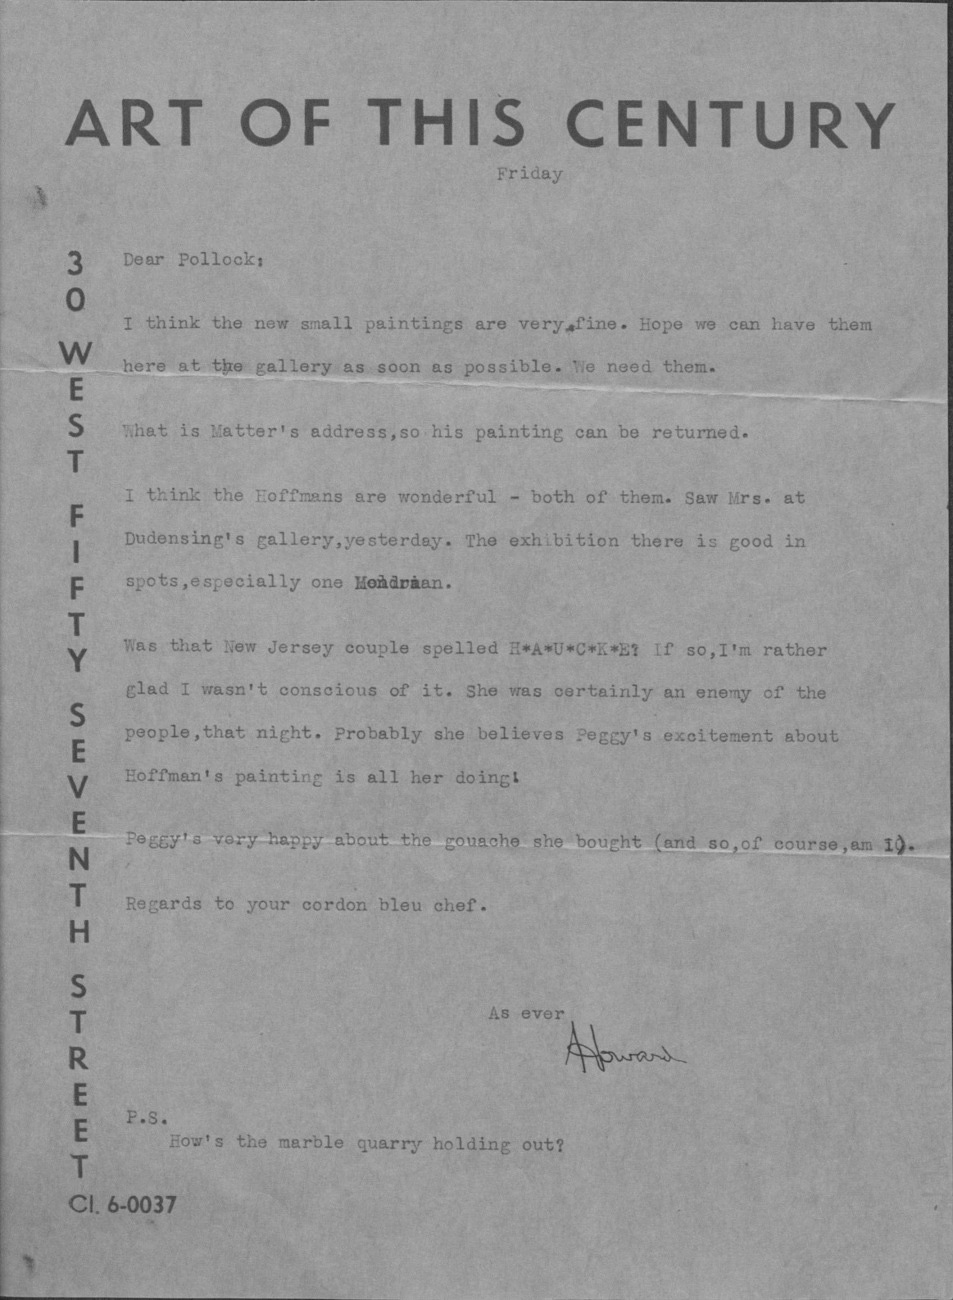 ART OF THIS CENTURY
Friday
30 WEST FIFTY SEVENTH STREET
CI. 6-0037
Dear Pollock;
I think the new small paintings are very fine. Hope we can have them
here at the gallery as soon as possible. We need them.
What is Matter's address,so his painting can be returned.
I think the Hoffmans are wonderful - both of them. Saw Mrs. at
Dudensing's gallery,yesterday. The exhibition there is good in
spots,especially one Mondrian.
Was that New Jersey couple spelled H*A*U*C*K*E? If so,I'm rather
glad I wasn't conscious of it. She was certainly an enemy of the
people,that night. Probably she believes Peggy's excitement about
Hoffman's painting is all her doing!
Peggy's very happy about the gouache she bought (and so,of course,am I).
Regards to your cordon bleu chef.
As ever
Howard
P.S.
How's the marble quarry holding out?